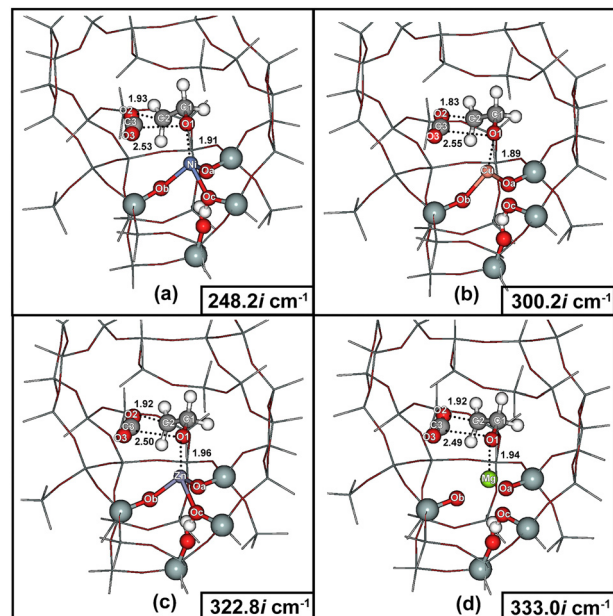 1.93
O2
C3
O3
C2
C1
O1
2.53
1.91
Ni
Oa
Ob
Oc
(a)
248.2i cm-1
1.83
O2
C3
O3
C2
C1
O1
2.55
1.89
Cu
Oa
Ob
Oc
(b)
300.2i cm-1
1.92
O2
C3
O3
C2
C1
O1
2.50
1.96
Zn
Oa
Ob
Oc
(c)
322.8i cm-1
1.92
O2
C3
O3
C2
C1
O1
2.49
1.94
Mg
Oa
Ob
Oc
(d)
333.0i cm-1